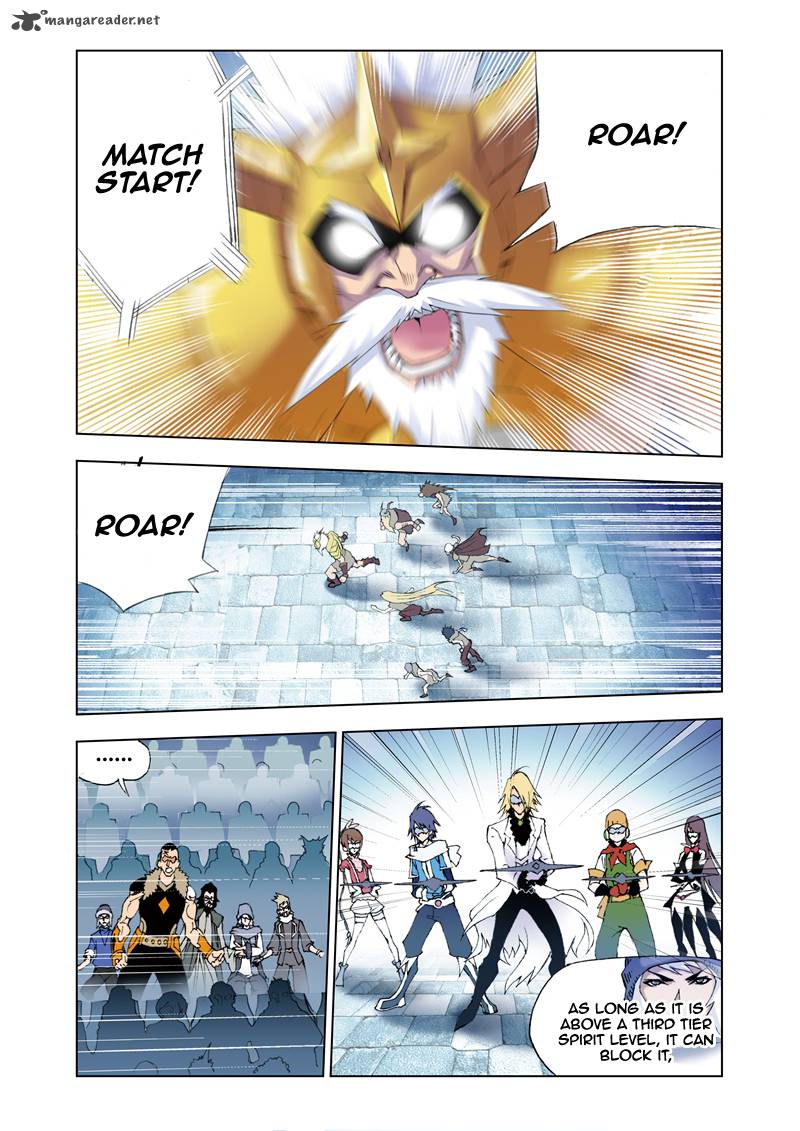 mangareader.net
MATCH
START!
ROAR!
ROAR!
......
AS LONG AS IT IS
ABOVE A THIRD TIER
SPIRIT LEVEL, IT CAN
BLOCK IT,